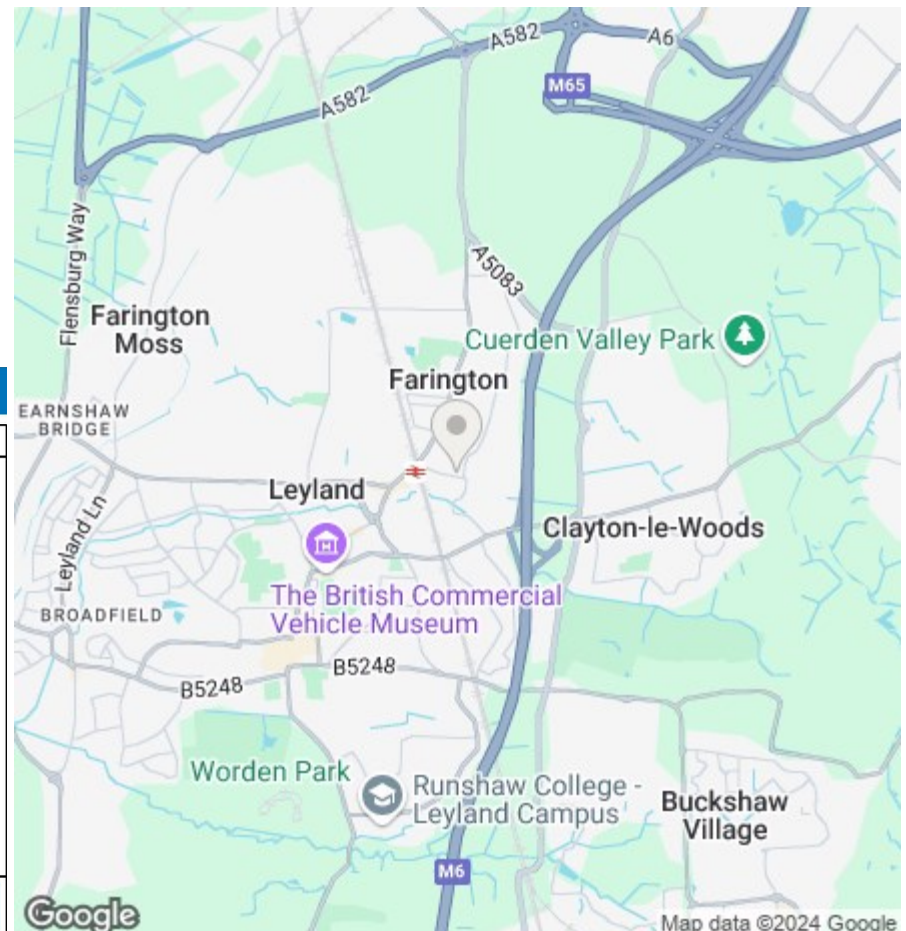 A582
A6
M65
A582
Flensburg Way
A5083
Farington
Moss
Cuerden Valley Park
Farington
EARNSHAW
BRIDGE
Leyland
Leyland Ln
Clayton-le-Woods
The British Commercial
Vehicle Museum
BROADFIELD
B5248
B5248
Worden Park
Runshaw College -
Leyland Campus
Buckshaw
Village
M6
Google
Map data ©2024 Google